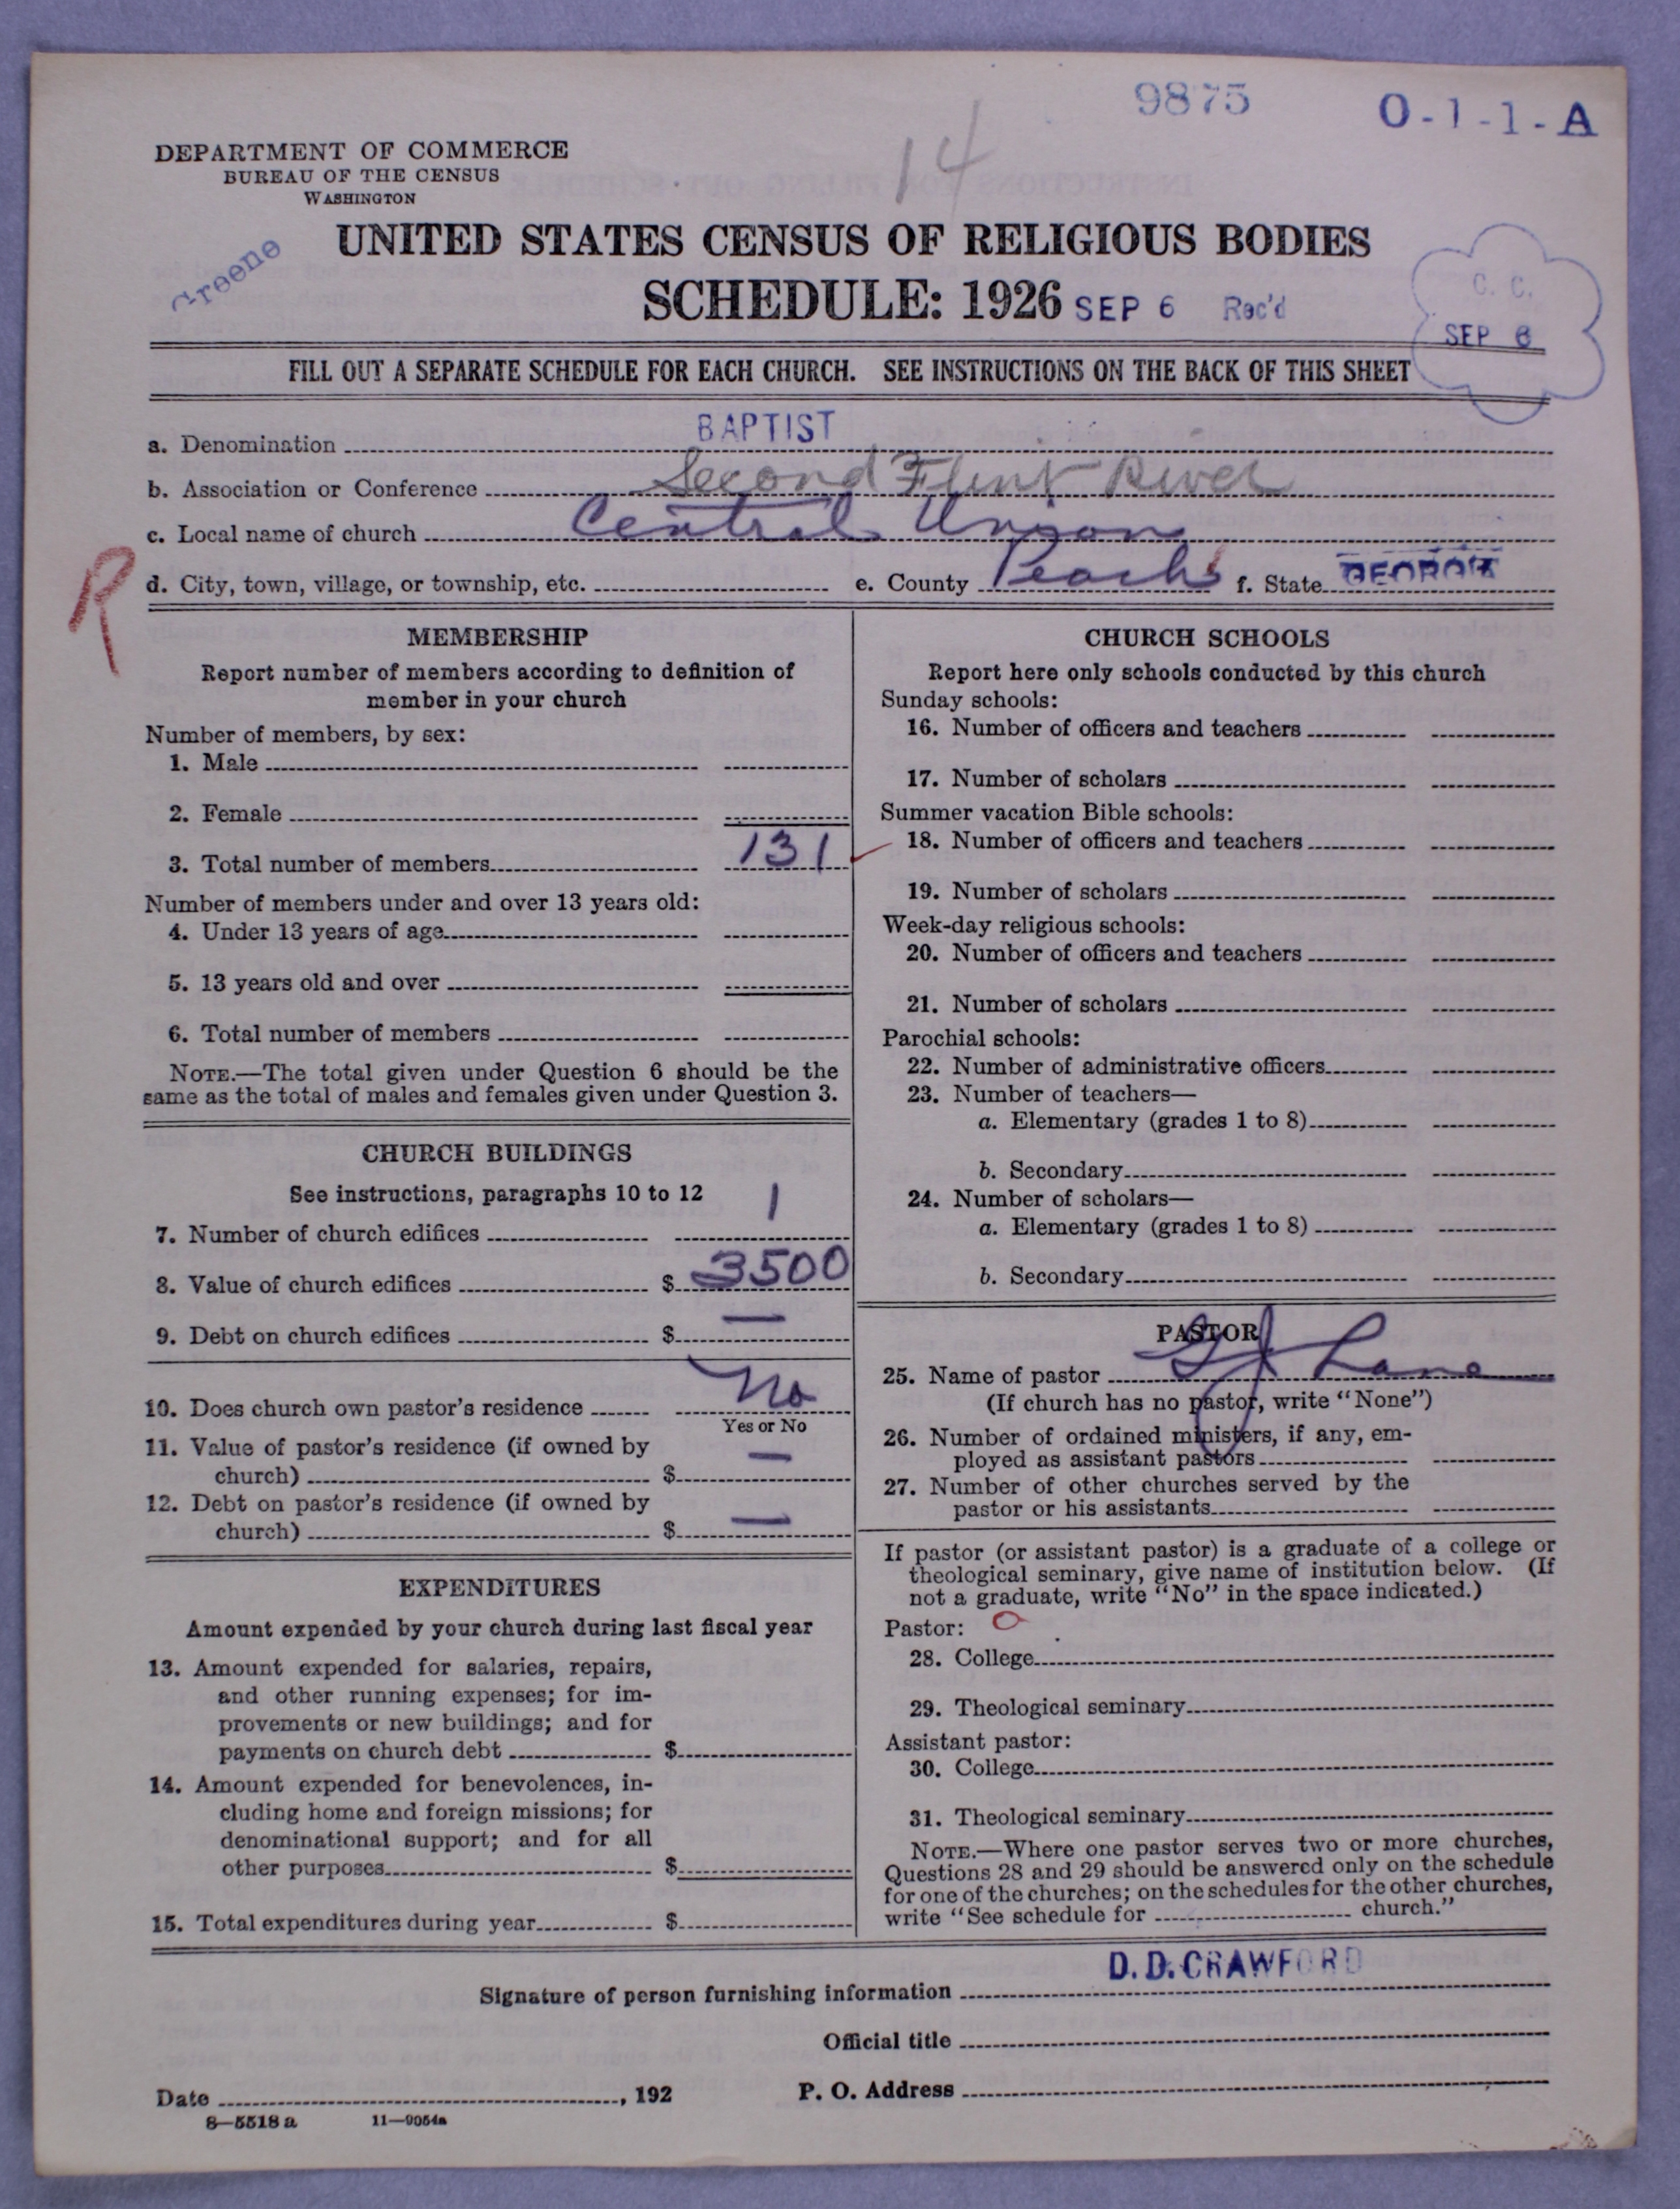 9875
O-1-1-A
14
DEPARTMENT OF COMMERCE
BUREAU OF THE CENSUS
WASHINGTON
Greene
UNITED STATES CENSUS OF RELIGIOUS BODIES
SCHEDULE: 1926 SEP 6 Rec'd
C. C.
SEP 6
FILL OUT A SEPARATE SCHEDULE FOR EACH CHURCH. SEE INSTRUCTIONS ON THE BACK OF THIS SHEET
a. Denomination BAPTIST
b. Association or Conference Second Flint River
c. Local name of church Central Union
d. City, town, village, or township, etc. e. County Peach f. State GEORGIA
R
MEMBERSHIP
Report number of members according to definition of
member in your church
Number of members, by sex:
1. Male
2. Female
3. Total number of members 131
Number of members under and over 13 years old:
4. Under 13 years of age
5. 13 years old and over
6. Total number of members
NOTE.—The total given under Question 6 should be the
same as the total of males and females given under Question 3.
CHURCH BUILDINGS
See instructions, paragraphs 10 to 12
7. Number of church edifices 1
8. Value of church edifices $ 3500
9. Debt on church edifices $ —
10. Does church own pastor's residence No
Yes or No
11. Value of pastor's residence (if owned by
church) $ —
12. Debt on pastor's residence (if owned by
church) $ —
EXPENDITURES
Amount expended by your church during last fiscal year
13. Amount expended for salaries, repairs,
and other running expenses; for im-
provements or new buildings; and for
payments on church debt $
14. Amount expended for benevolences, in-
cluding home and foreign missions; for
denominational support; and for all
other purposes $
15. Total expenditures during year $
CHURCH SCHOOLS
Report here only schools conducted by this church
Sunday schools:
16. Number of officers and teachers
17. Number of scholars
Summer vacation Bible schools:
18. Number of officers and teachers
19. Number of scholars
Week-day religious schools:
20. Number of officers and teachers
21. Number of scholars
Parochial schools:
22. Number of administrative officers
23. Number of teachers—
a. Elementary (grades 1 to 8)
b. Secondary
24. Number of scholars—
a. Elementary (grades 1 to 8)
b. Secondary
PASTOR
25. Name of pastor Lane
(If church has no pastor, write "None")
26. Number of ordained ministers, if any, em-
ployed as assistant pastors
27. Number of other churches served by the
pastor or his assistants
If pastor (or assistant pastor) is a graduate of a college or
theological seminary, give name of institution below. (If
not a graduate, write "No" in the space indicated.)
Pastor: O
28. College
29. Theological seminary
Assistant pastor:
30. College
31. Theological seminary
NOTE.—Where one pastor serves two or more churches,
Questions 28 and 29 should be answered only on the schedule
for one of the churches; on the schedules for the other churches,
write "See schedule for church."
Signature of person furnishing information D. D. CRAWFORD
Official title
Date , 192 P. O. Address
8—5518 a 11—9054a